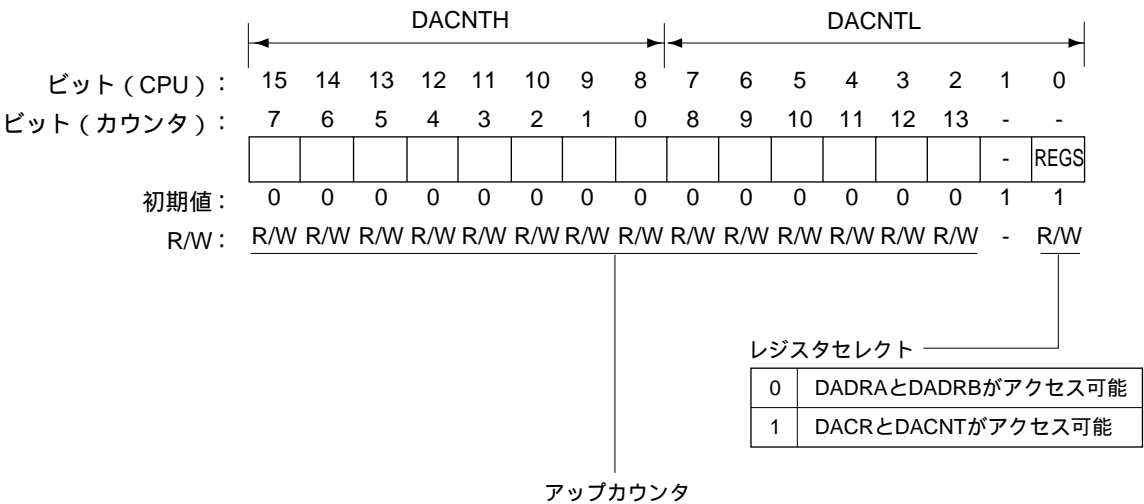 DACNTH DACNTL
ビット（CPU）： 15 14 13 12 11 10 9 8 7 6 5 4 3 2 1 0
ビット（カウンタ）： 7 6 5 4 3 2 1 0 8 9 10 11 12 13 - -
- REGS
初期値： 0 0 0 0 0 0 0 0 0 0 0 0 0 0 1 1
R/W： R/W R/W R/W R/W R/W R/W R/W R/W R/W R/W R/W R/W R/W R/W - R/W
レジスタセレクト
0 DADRAとDADRBがアクセス可能
1 DACRとDACNTがアクセス可能
アップカウンタ